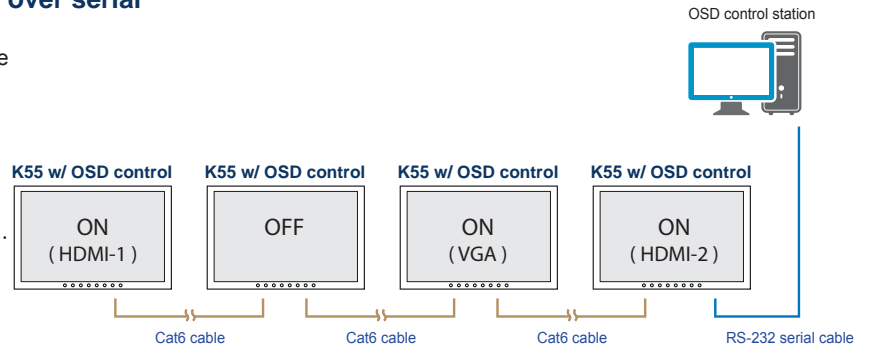 over serial
OSD control station
e
K55 w/ OSD control K55 w/ OSD control K55 w/ OSD control K55 w/ OSD control
ON OFF ON ON
. ( HDMI-1 ) ( VGA ) ( HDMI-2 )
Cat6 cable Cat6 cable Cat6 cable RS-232 serial cable